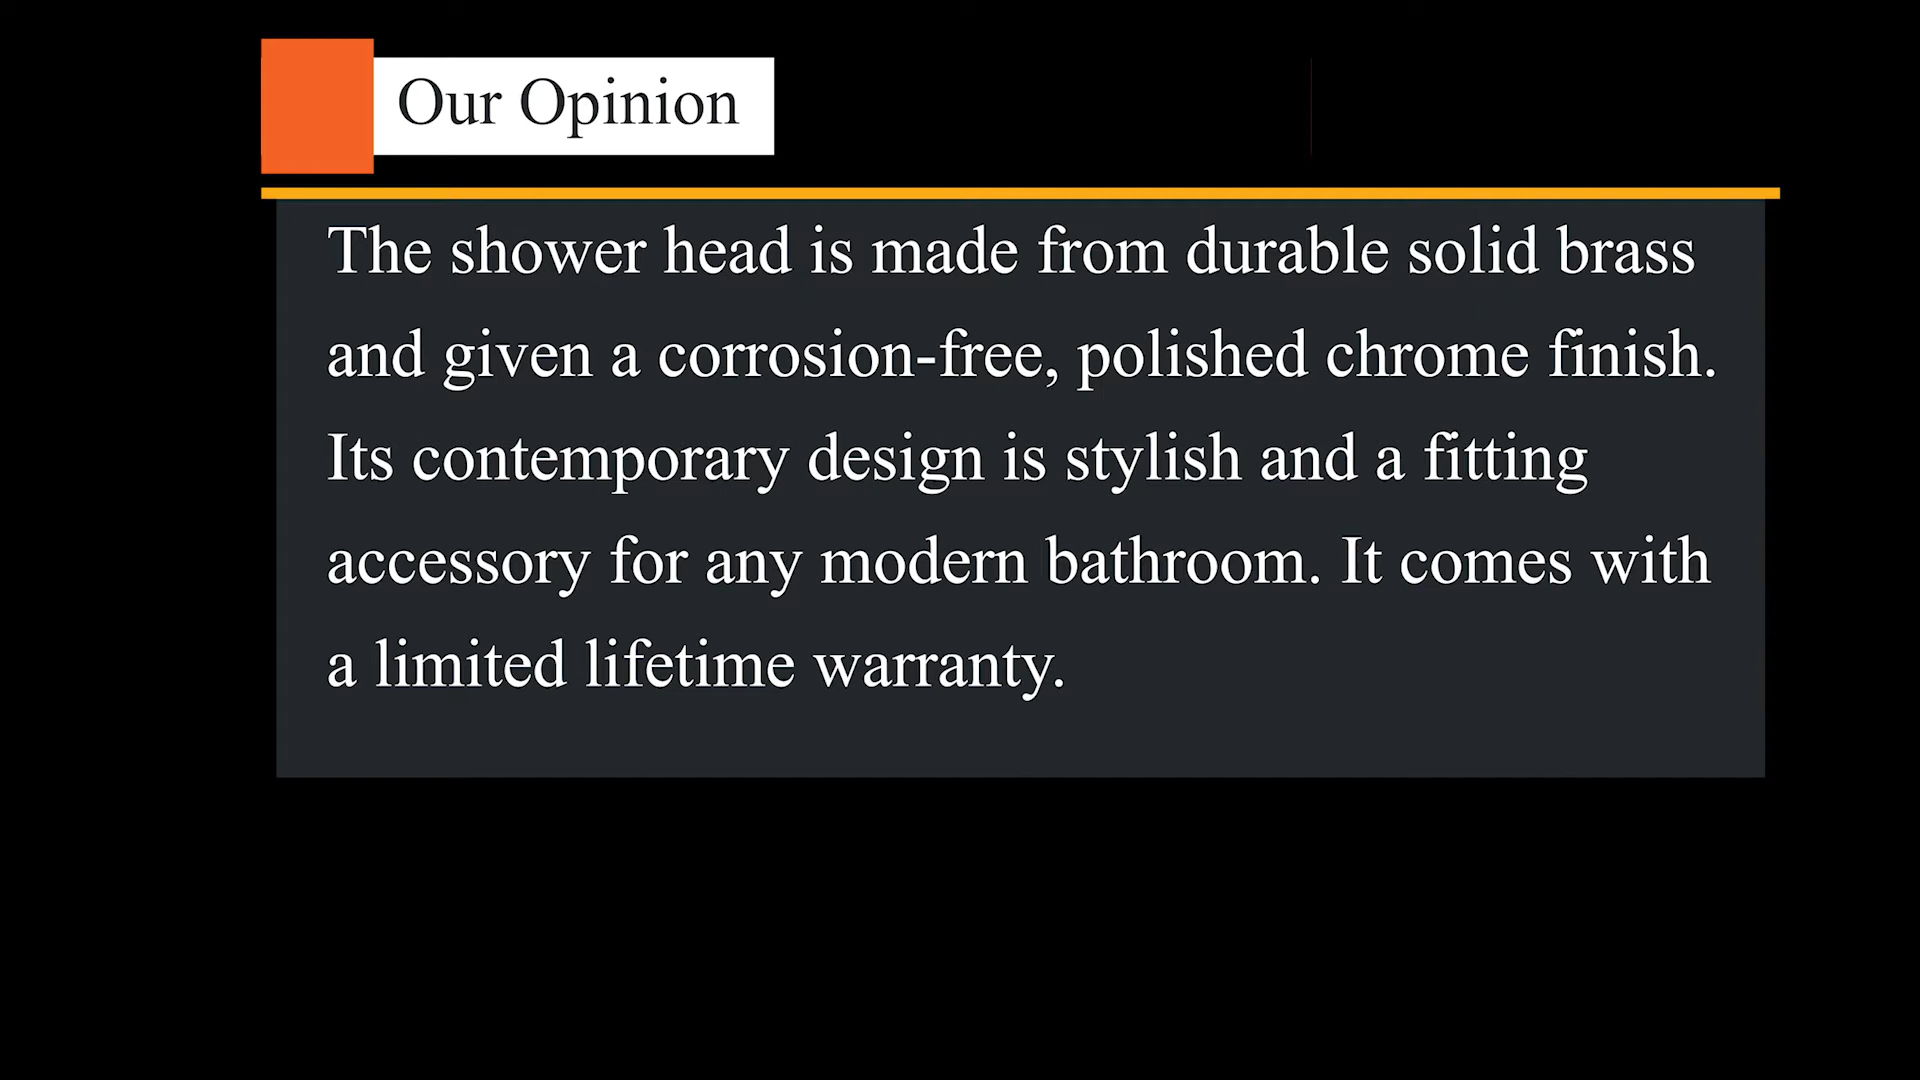 Our Opinion
The shower head is made from durable solid brass
and given a corrosion-free, polished chrome finish.
Its contemporary design is stylish and a fitting
accessory for any modern bathroom. It comes with
a limited lifetime warranty.